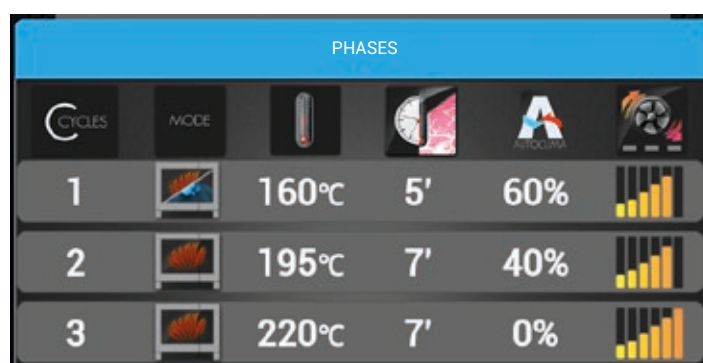 PHASES
CYCLES MODE AUTOCLIMA
1 160°C 5' 60%
2 195°C 7' 40%
3 220°C 7' 0%